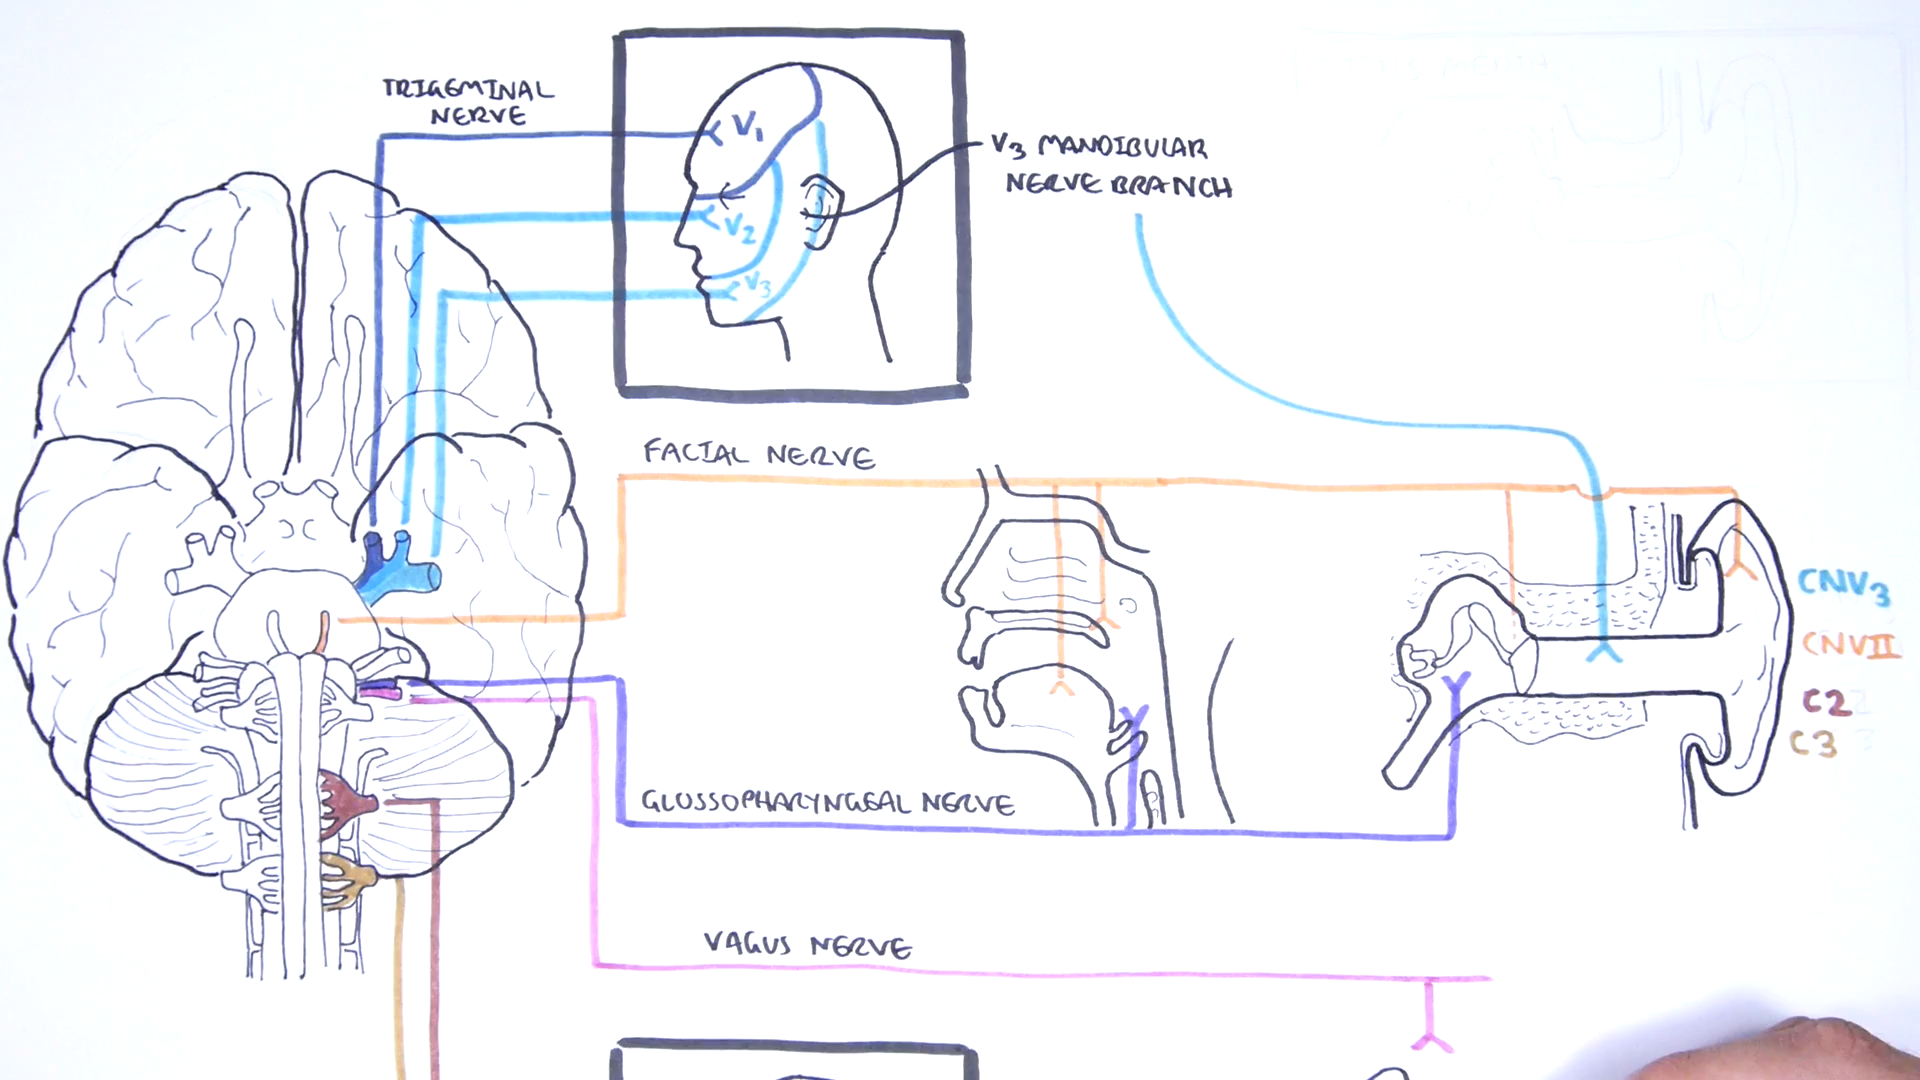 TRIGEMINAL
NERVE
V1
V2
V3
V3 MANDIBULAR
NERVE BRANCH
FACIAL NERVE
GLOSSOPHARYNGEAL NERVE
VAGUS NERVE
CNV3
CNVII
C2
C3